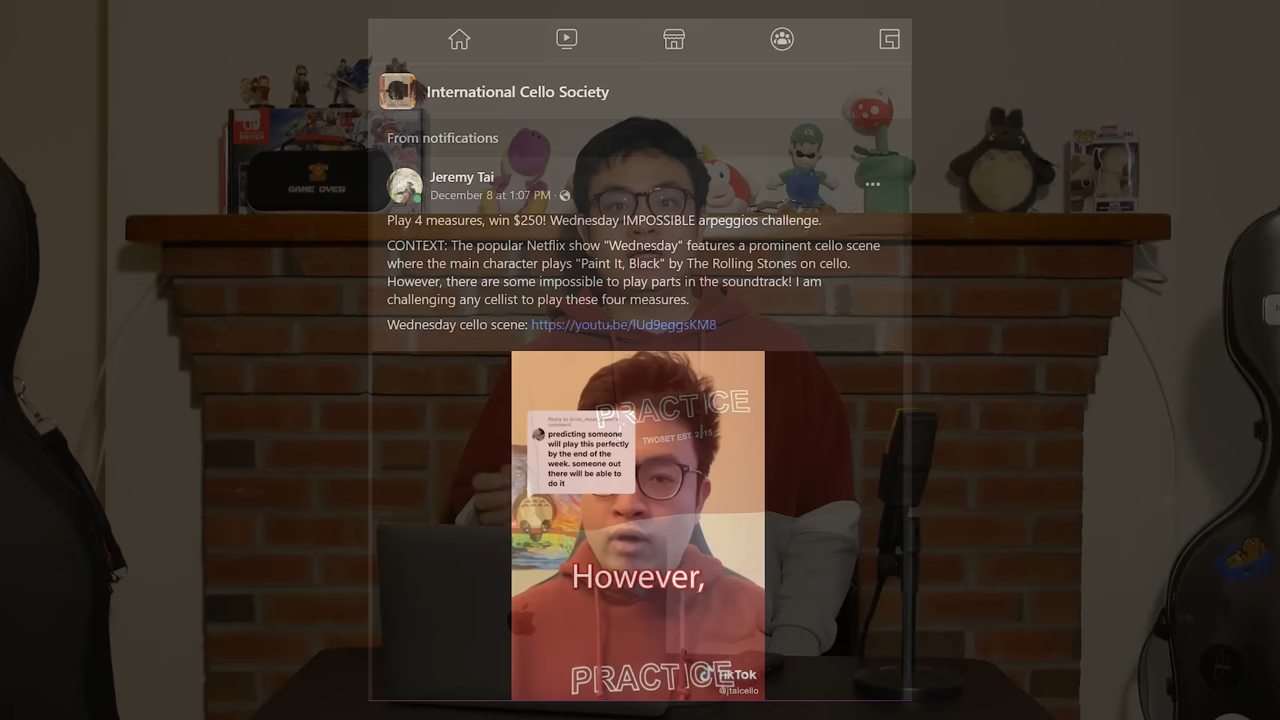 International Cello Society
From notifications
Jeremy Tai
December 8 at 1:07 PM ·
Play 4 measures, win $250! Wednesday IMPOSSIBLE arpeggios challenge.
CONTEXT: The popular Netflix show "Wednesday" features a prominent cello scene
where the main character plays "Paint It, Black" by The Rolling Stones on cello.
However, there are some impossible to play parts in the soundtrack! I am
challenging any cellist to play these four measures.
Wednesday cello scene: https://youtu.be/lUd9eggsKM8
GAME OVER
PRACTICE
TWOSET EST. 2
predicting someone
will play this perfectly
by the end of the
week. someone out
there will be able to
do it
However,
PRACTICE
TikTok
@jtaicello